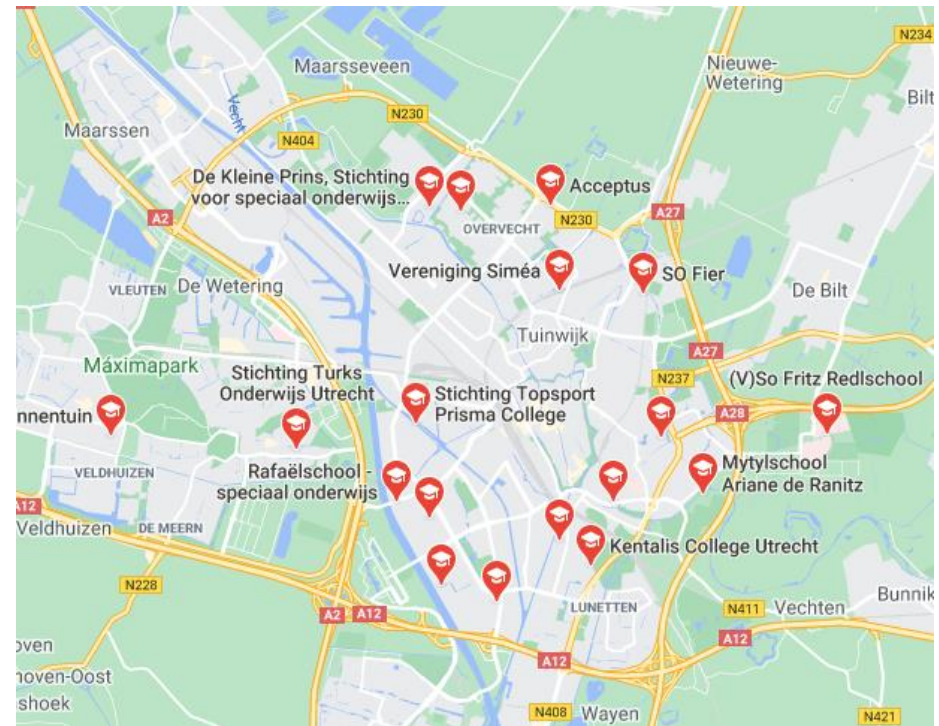 N234
Maarsseveen
Nieuwe-
Wetering
Bilt
Vecht
N230
Maarssen
N404
De Kleine Prins, Stichting
voor speciaal onderwijs...
Acceptus
A2
N230
A27
OVERVECHT
Vereniging Siméa
SO Fier
VLEUTEN
De Wetering
De Bilt
Tuinwijk
A27
Máximapark
Stichting Turks
Onderwijs Utrecht
N237
(V)So Fritz Redlschool
Stichting Topsport
Prisma College
nnentuin
A28
VELDHUIZEN
Rafaëlschool -
speciaal onderwijs
Mytylschool
Ariane de Ranitz
A12
Veldhuizen
DE MEERN
Kentalis College Utrecht
N228
A2
A12
LUNETTEN
N411
Vechten
Bunnik
A12
oven
A12
noven-Oost
shoek
N408
Wayen
N421